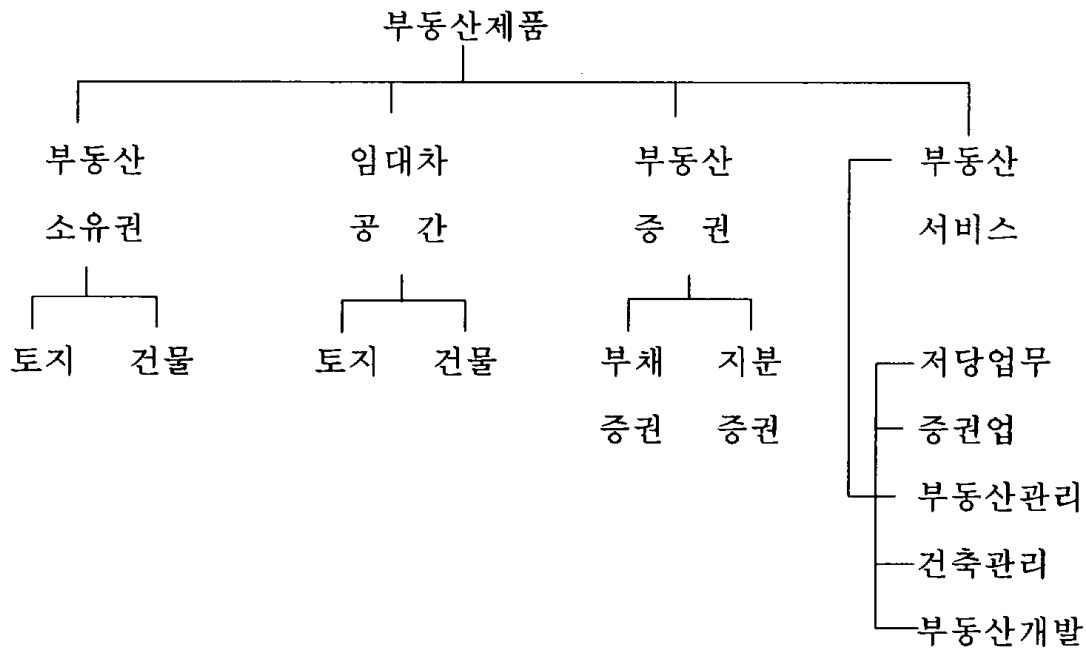 부동산제품
부동산 임대차 부동산 부동산
소유권 공 간 증 권 서비스
토지 건물 토지 건물 부채 지분 저당업무
증권 증권 증권업
부동산관리
건축관리
부동산개발